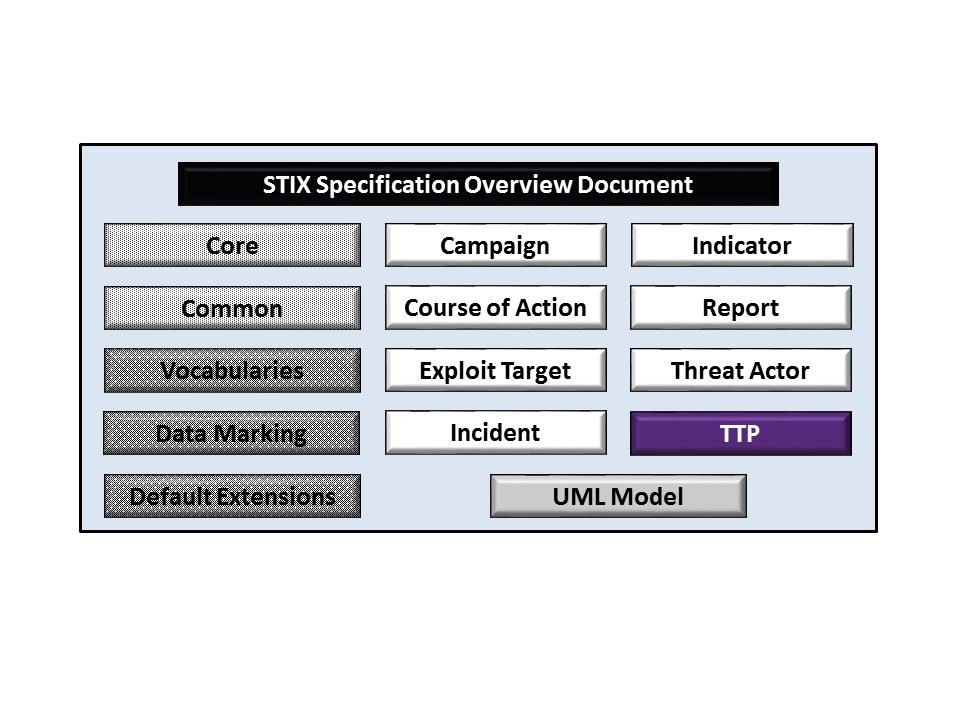 STIX Specification Overview Document
Core
Campaign
Indicator
Common
Course of Action
Report
Vocabularies
Exploit Target
Threat Actor
Data Marking
Incident
TTP
Default Extensions
UML Model